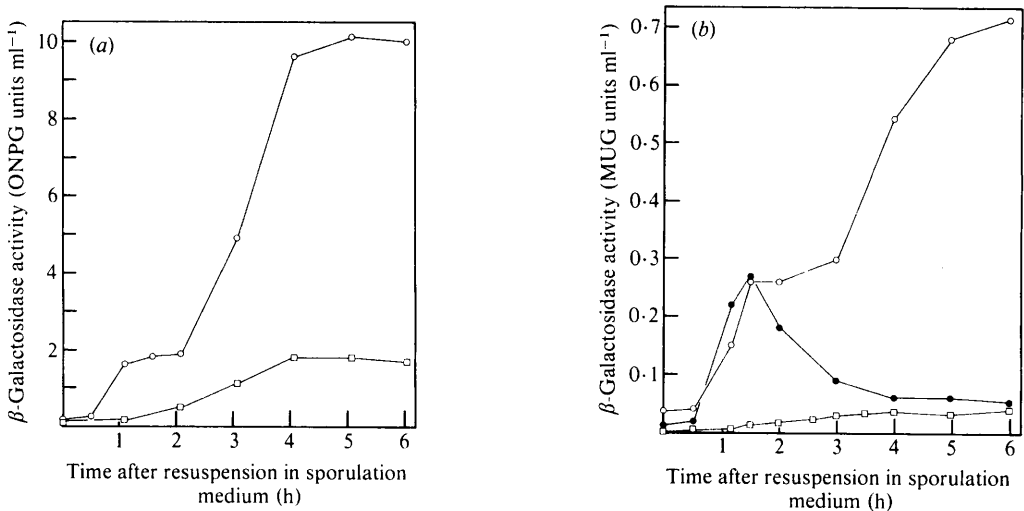 (a)
β-Galactosidase activity (ONPG units ml⁻¹)
10
8
6
4
2
1 2 3 4 5 6
Time after resuspension in sporulation
medium (h)
(b)
β-Galactosidase activity (MUG units ml⁻¹)
0·7
0·6
0·5
0·4
0·3
0·2
0·1
1 2 3 4 5 6
Time after resuspension in sporulation
medium (h)